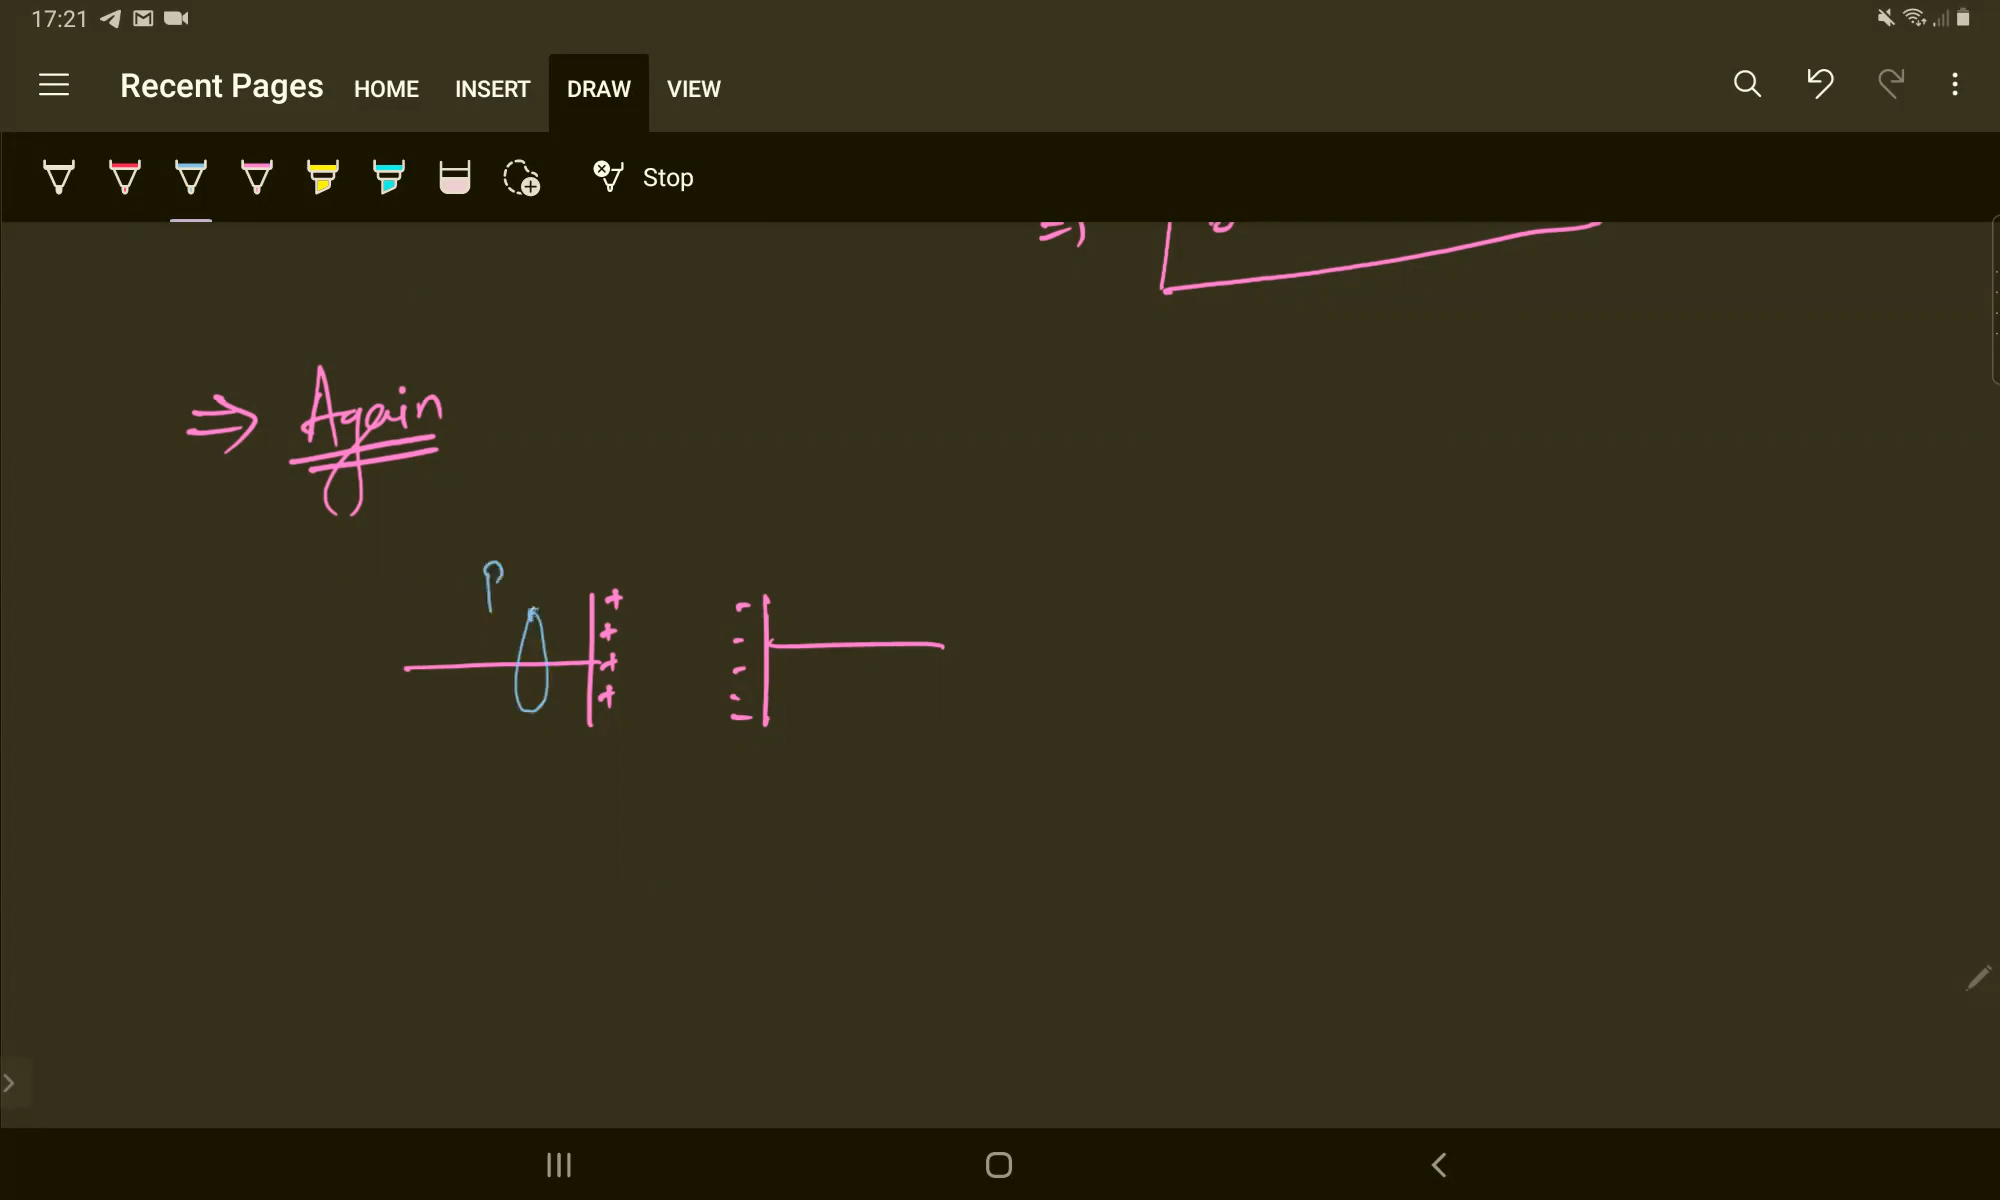 17:21
Recent Pages HOME INSERT DRAW VIEW
Stop
⇒ Again
P
+ - 
+ -
+ -
+ -
-